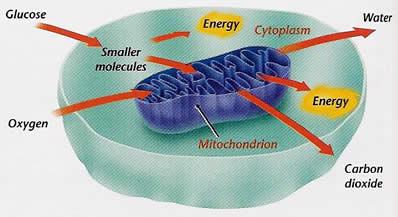 Glucose
Energy
Cytoplasm
Water
Smaller
molecules
Energy
Oxygen
Mitochondrion
Carbon
dioxide